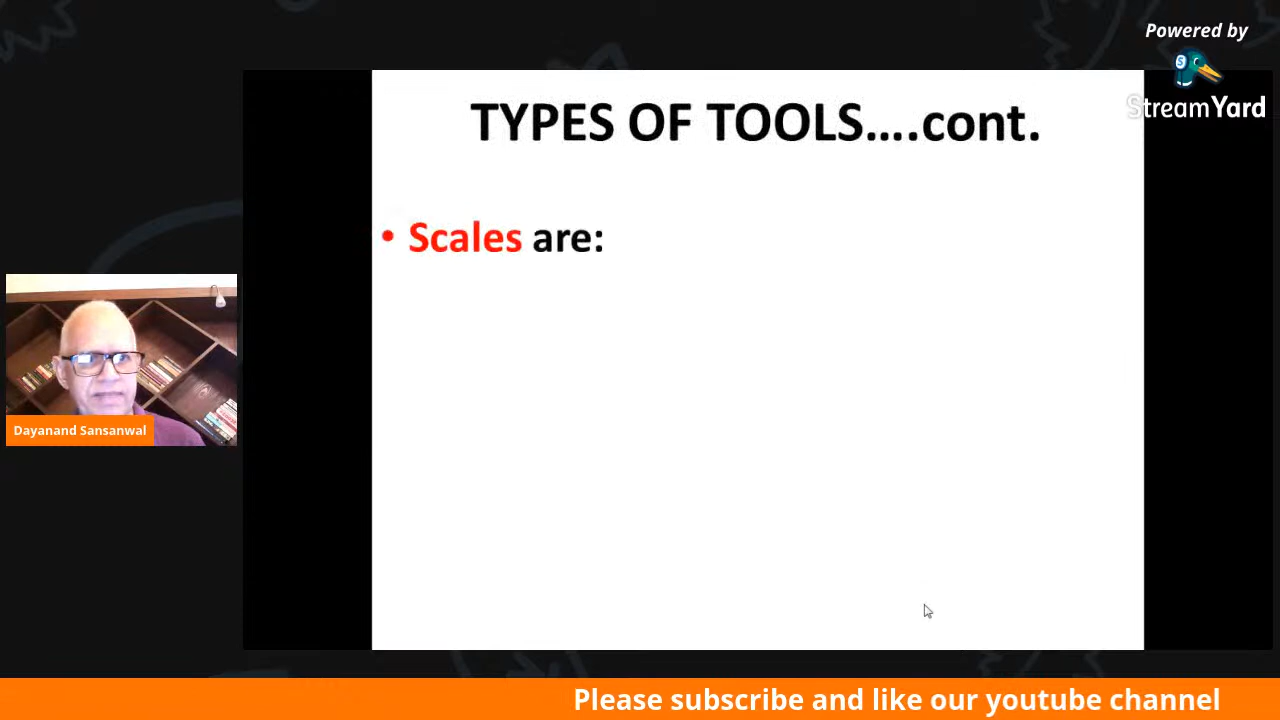 Powered by
StreamYard
TYPES OF TOOLS....cont.
• Scales are:
Dayanand Sansanwal
Please subscribe and like our youtube channel